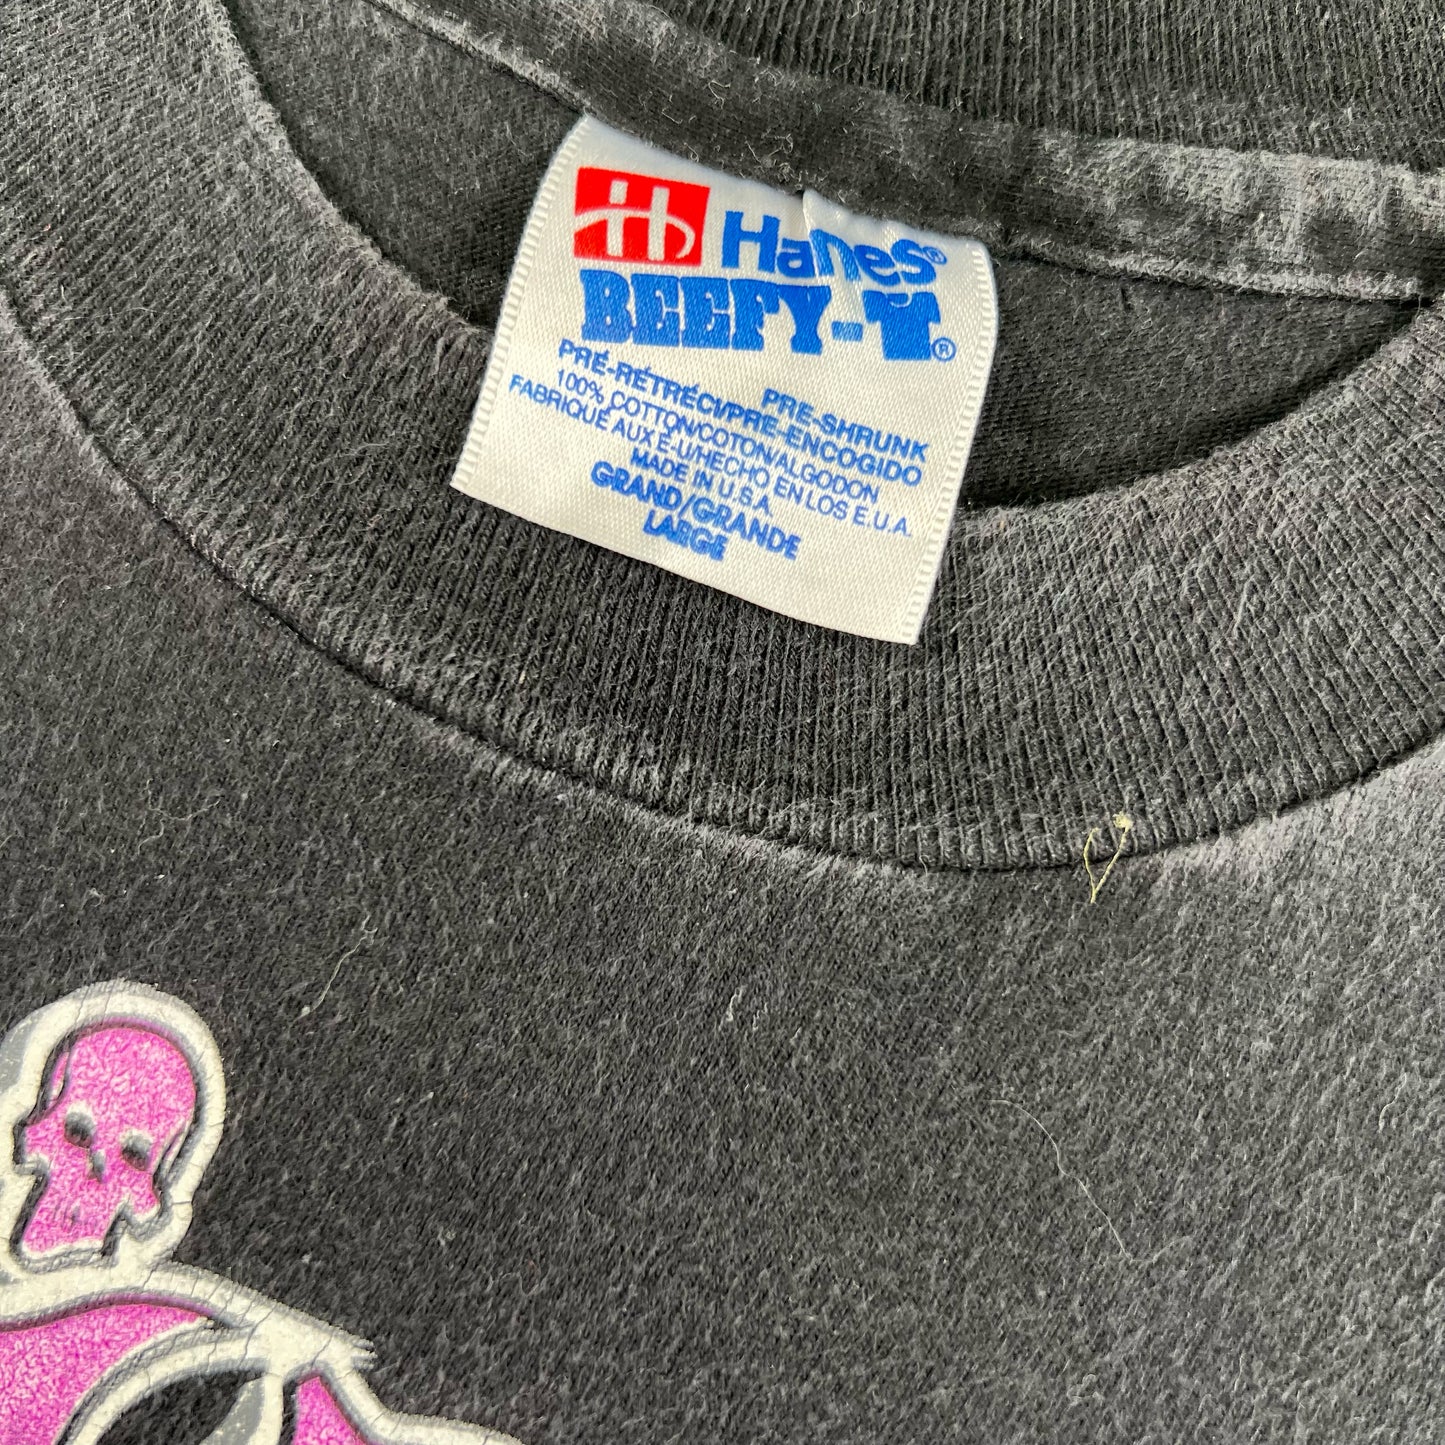 H Hanes®
BEEFY-T®
PRE-SHRUNK
PRÉ-RÉTRÉCI/PRE-ENCOGIDO
100% COTTON/COTON/ALGODON
FABRIQUÉ AUX É-U/HECHO EN LOS E.U.A.
MADE IN U.S.A.
GRAND/GRANDE
LARGE